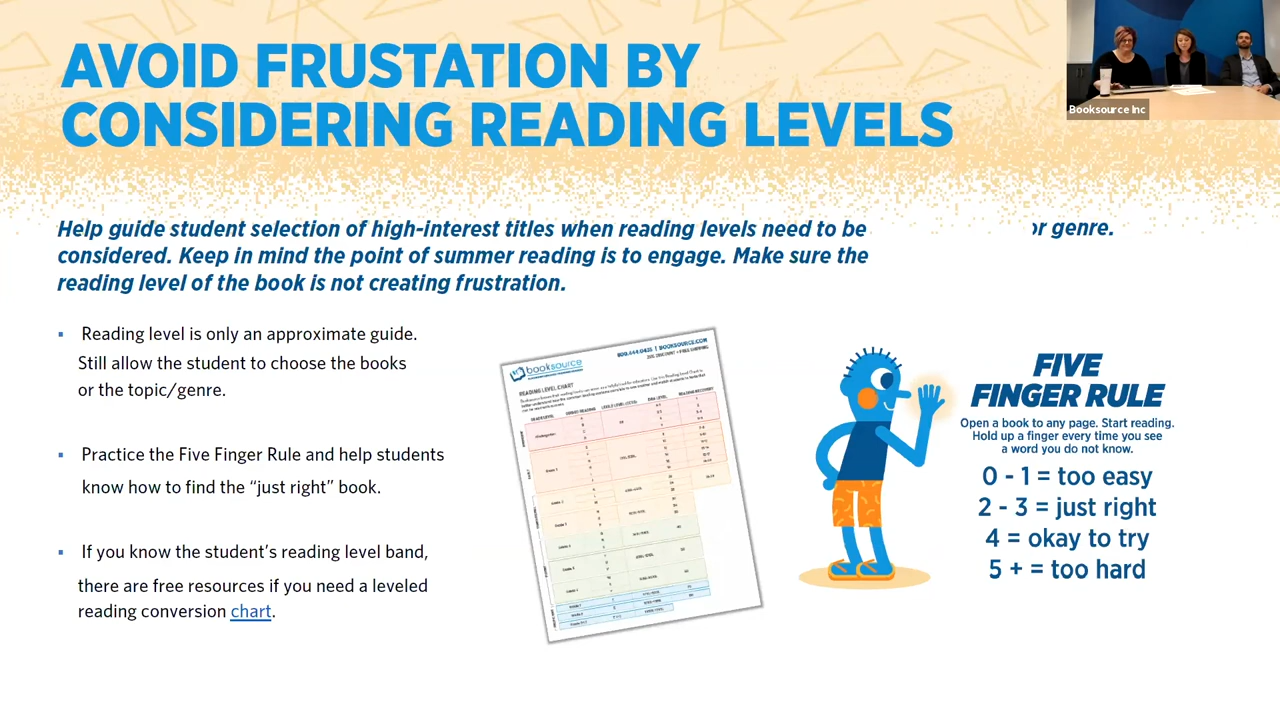 AVOID FRUSTATION BY
CONSIDERING READING LEVELS
Booksource Inc
Help guide student selection of high-interest titles when reading levels need to be
or genre.
considered. Keep in mind the point of summer reading is to engage. Make sure the
reading level of the book is not creating frustration.
▪ Reading level is only an approximate guide.
Still allow the student to choose the books
or the topic/genre.
▪ Practice the Five Finger Rule and help students
know how to find the “just right” book.
▪ If you know the student’s reading level band,
there are free resources if you need a leveled
reading conversion chart.
booksource
800.444.0435 | BOOKSOURCE.COM
READING LEVEL CHART
FIVE
FINGER RULE
Open a book to any page. Start reading.
Hold up a finger every time you see
a word you do not know.
0 - 1 = too easy
2 - 3 = just right
4 = okay to try
5 + = too hard